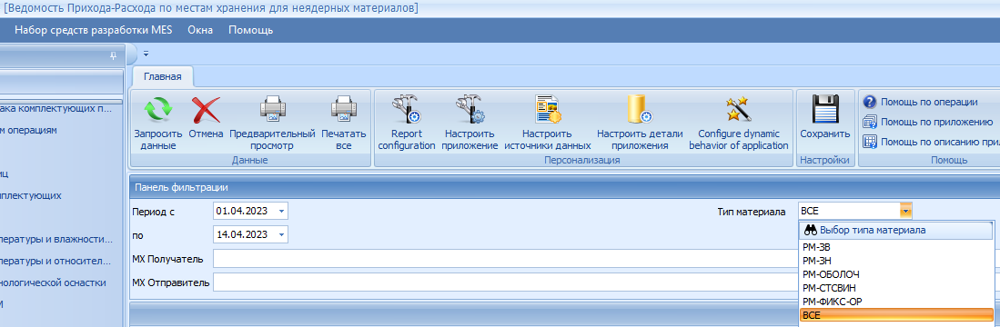 [Ведомость Прихода-Расхода по местам хранения для неядерных материалов]
Набор средств разработки MES Окна Помощь
Главная
ака комплектующих п...
м операциям
иц
плектующих
пературы и влажности...
пературы и относител...
нологической оснастки
М
Запросить данные
Отмена
Предварительный просмотр
Печатать все
Данные
Report configuration
Настроить приложение
Настроить источники данных
Настроить детали приложения
Configure dynamic behavior of application
Персонализация
Сохранить
Настройки
Помощь по операции
Помощь по приложению
Помощь по описанию при
Помощь
Панель фильтрации
Период с 01.04.2023 Тип материала ВСЕ
по 14.04.2023
МХ Получатель
МХ Отправитель
Выбор типа материала
РМ-ЗВ
РМ-ЗН
РМ-ОБОЛОЧ
РМ-СТСВИН
РМ-ФИКС-ОР
ВСЕ